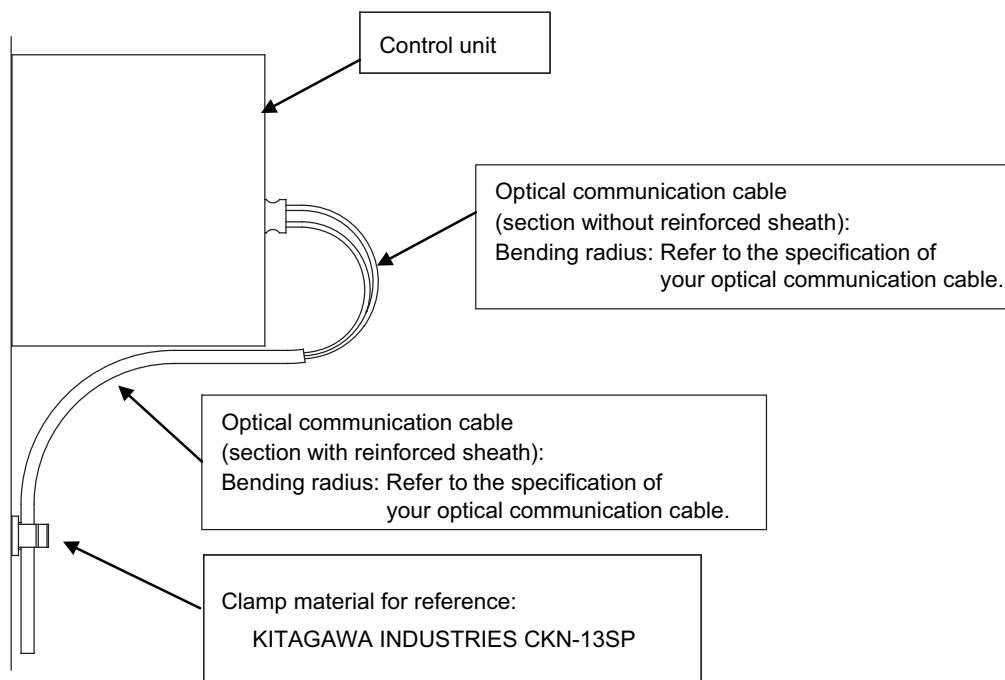 Control unit
Optical communication cable
(section without reinforced sheath):
Bending radius: Refer to the specification of
your optical communication cable.
Optical communication cable
(section with reinforced sheath):
Bending radius: Refer to the specification of
your optical communication cable.
Clamp material for reference:
KITAGAWA INDUSTRIES CKN-13SP